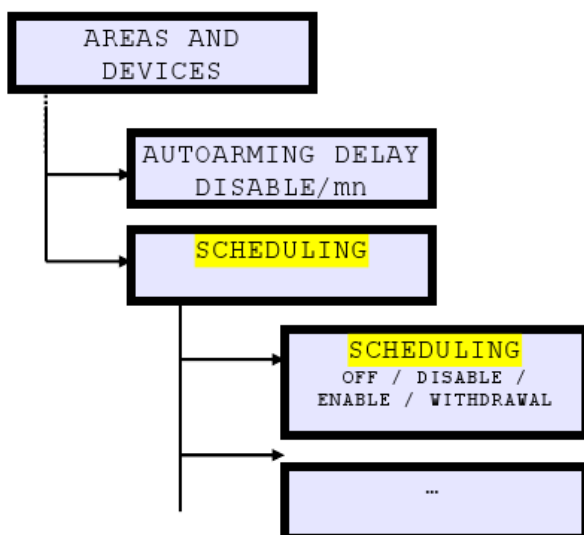 AREAS AND
DEVICES
AUTOARMING DELAY
DISABLE/mn
SCHEDULING
SCHEDULING
OFF / DISABLE /
ENABLE / WITHDRAWAL
…